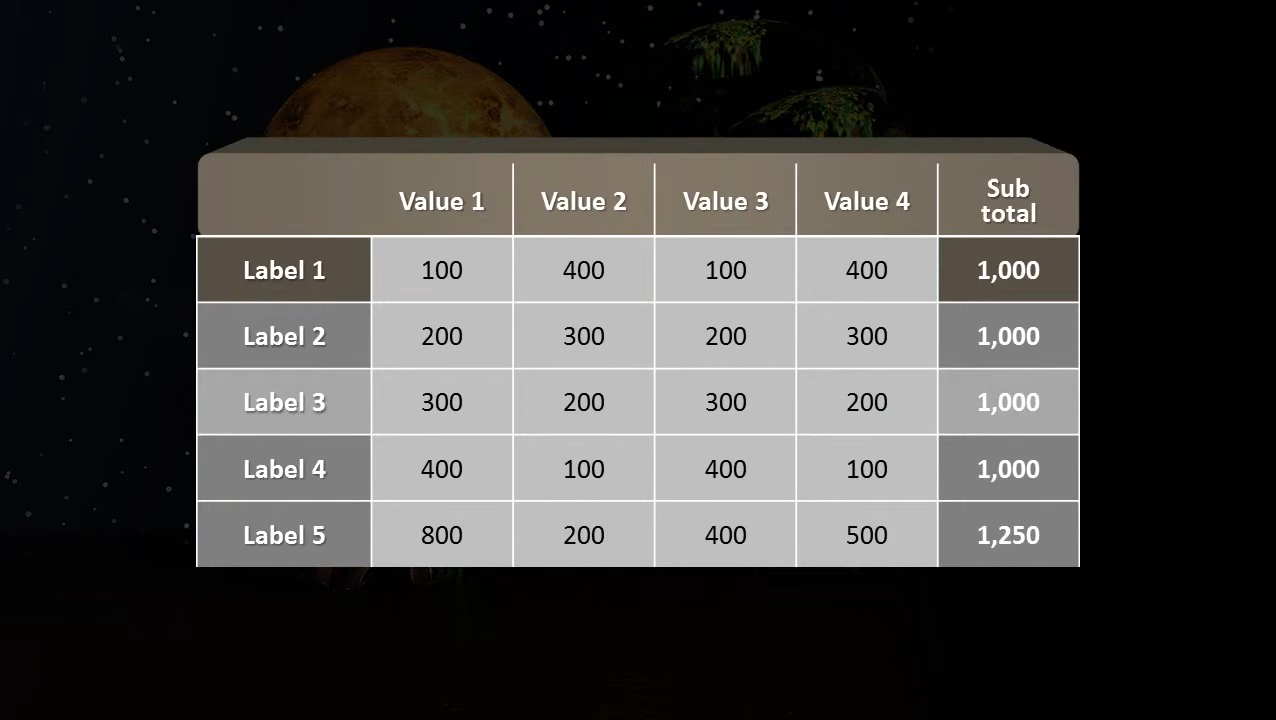 Value 1 Value 2 Value 3 Value 4 Sub total
Label 1 100 400 100 400 1,000
Label 2 200 300 200 300 1,000
Label 3 300 200 300 200 1,000
Label 4 400 100 400 100 1,000
Label 5 800 200 400 500 1,250